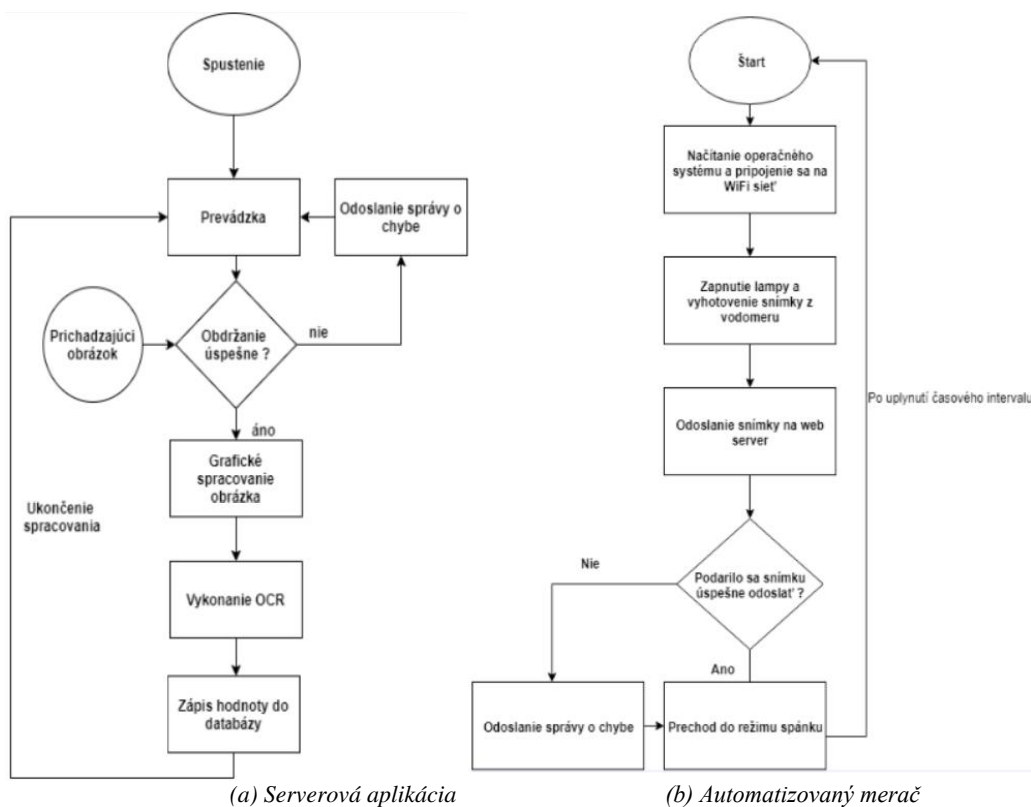 Spustenie
Prevádzka
Odoslanie správy o
chybe
Prichadzajúci
obrázok
Obdržanie
úspešne ?
nie
áno
Grafické
spracovanie
obrázka
Ukončenie
spracovania
Vykonanie OCR
Zápis hodnoty do
databázy
(a) Serverová aplikácia
Štart
Načítanie operačného
systému a pripojenie sa na
WiFi sieť
Zapnutie lampy a
vyhotovenie snímky z
vodomeru
Po uplynutí časového intervalu
Odoslanie snímky na web
server
Podarilo sa snímku
úspešne odoslať ?
Nie
Ano
Odoslanie správy o chybe
Prechod do režimu spánku
(b) Automatizovaný merač